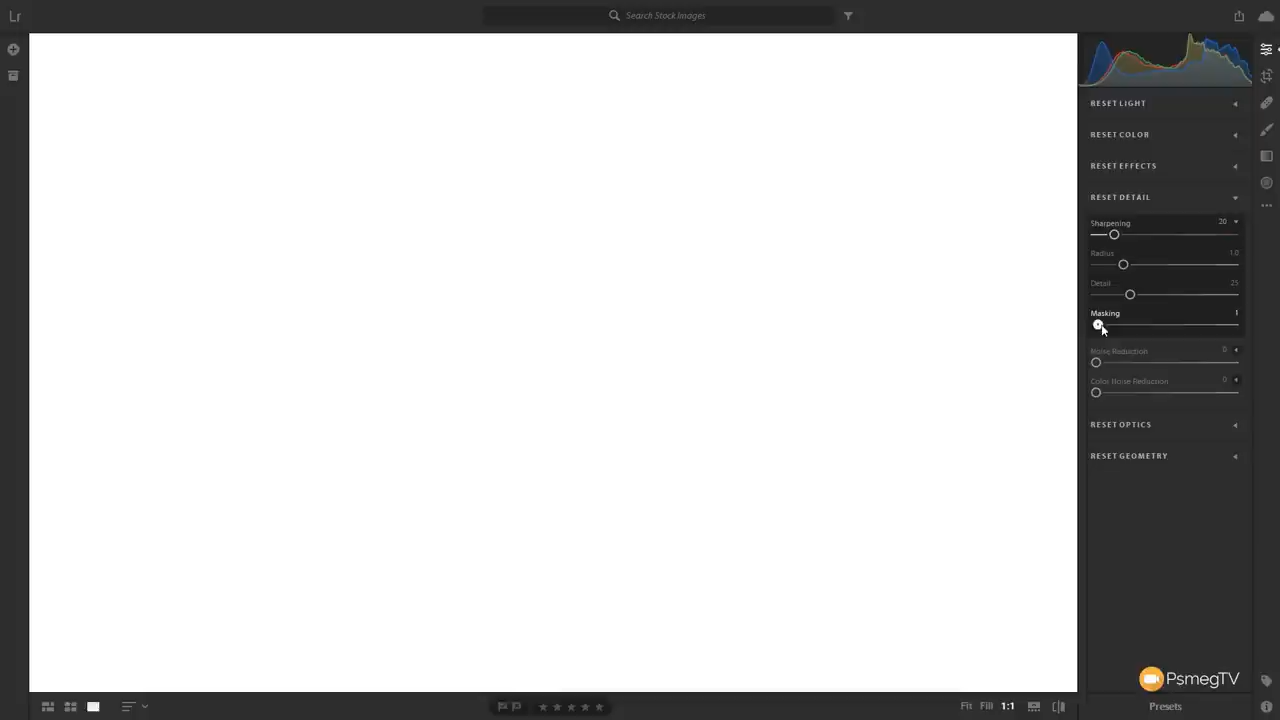 Lr
Search Stock Images
RESET LIGHT
RESET COLOR
RESET EFFECTS
RESET DETAIL
Sharpening 20
Radius 1.0
Detail 25
Masking 1
Noise Reduction 0
Color Noise Reduction 0
RESET OPTICS
RESET GEOMETRY
PsmegTV
Fit Fill 1:1
Presets